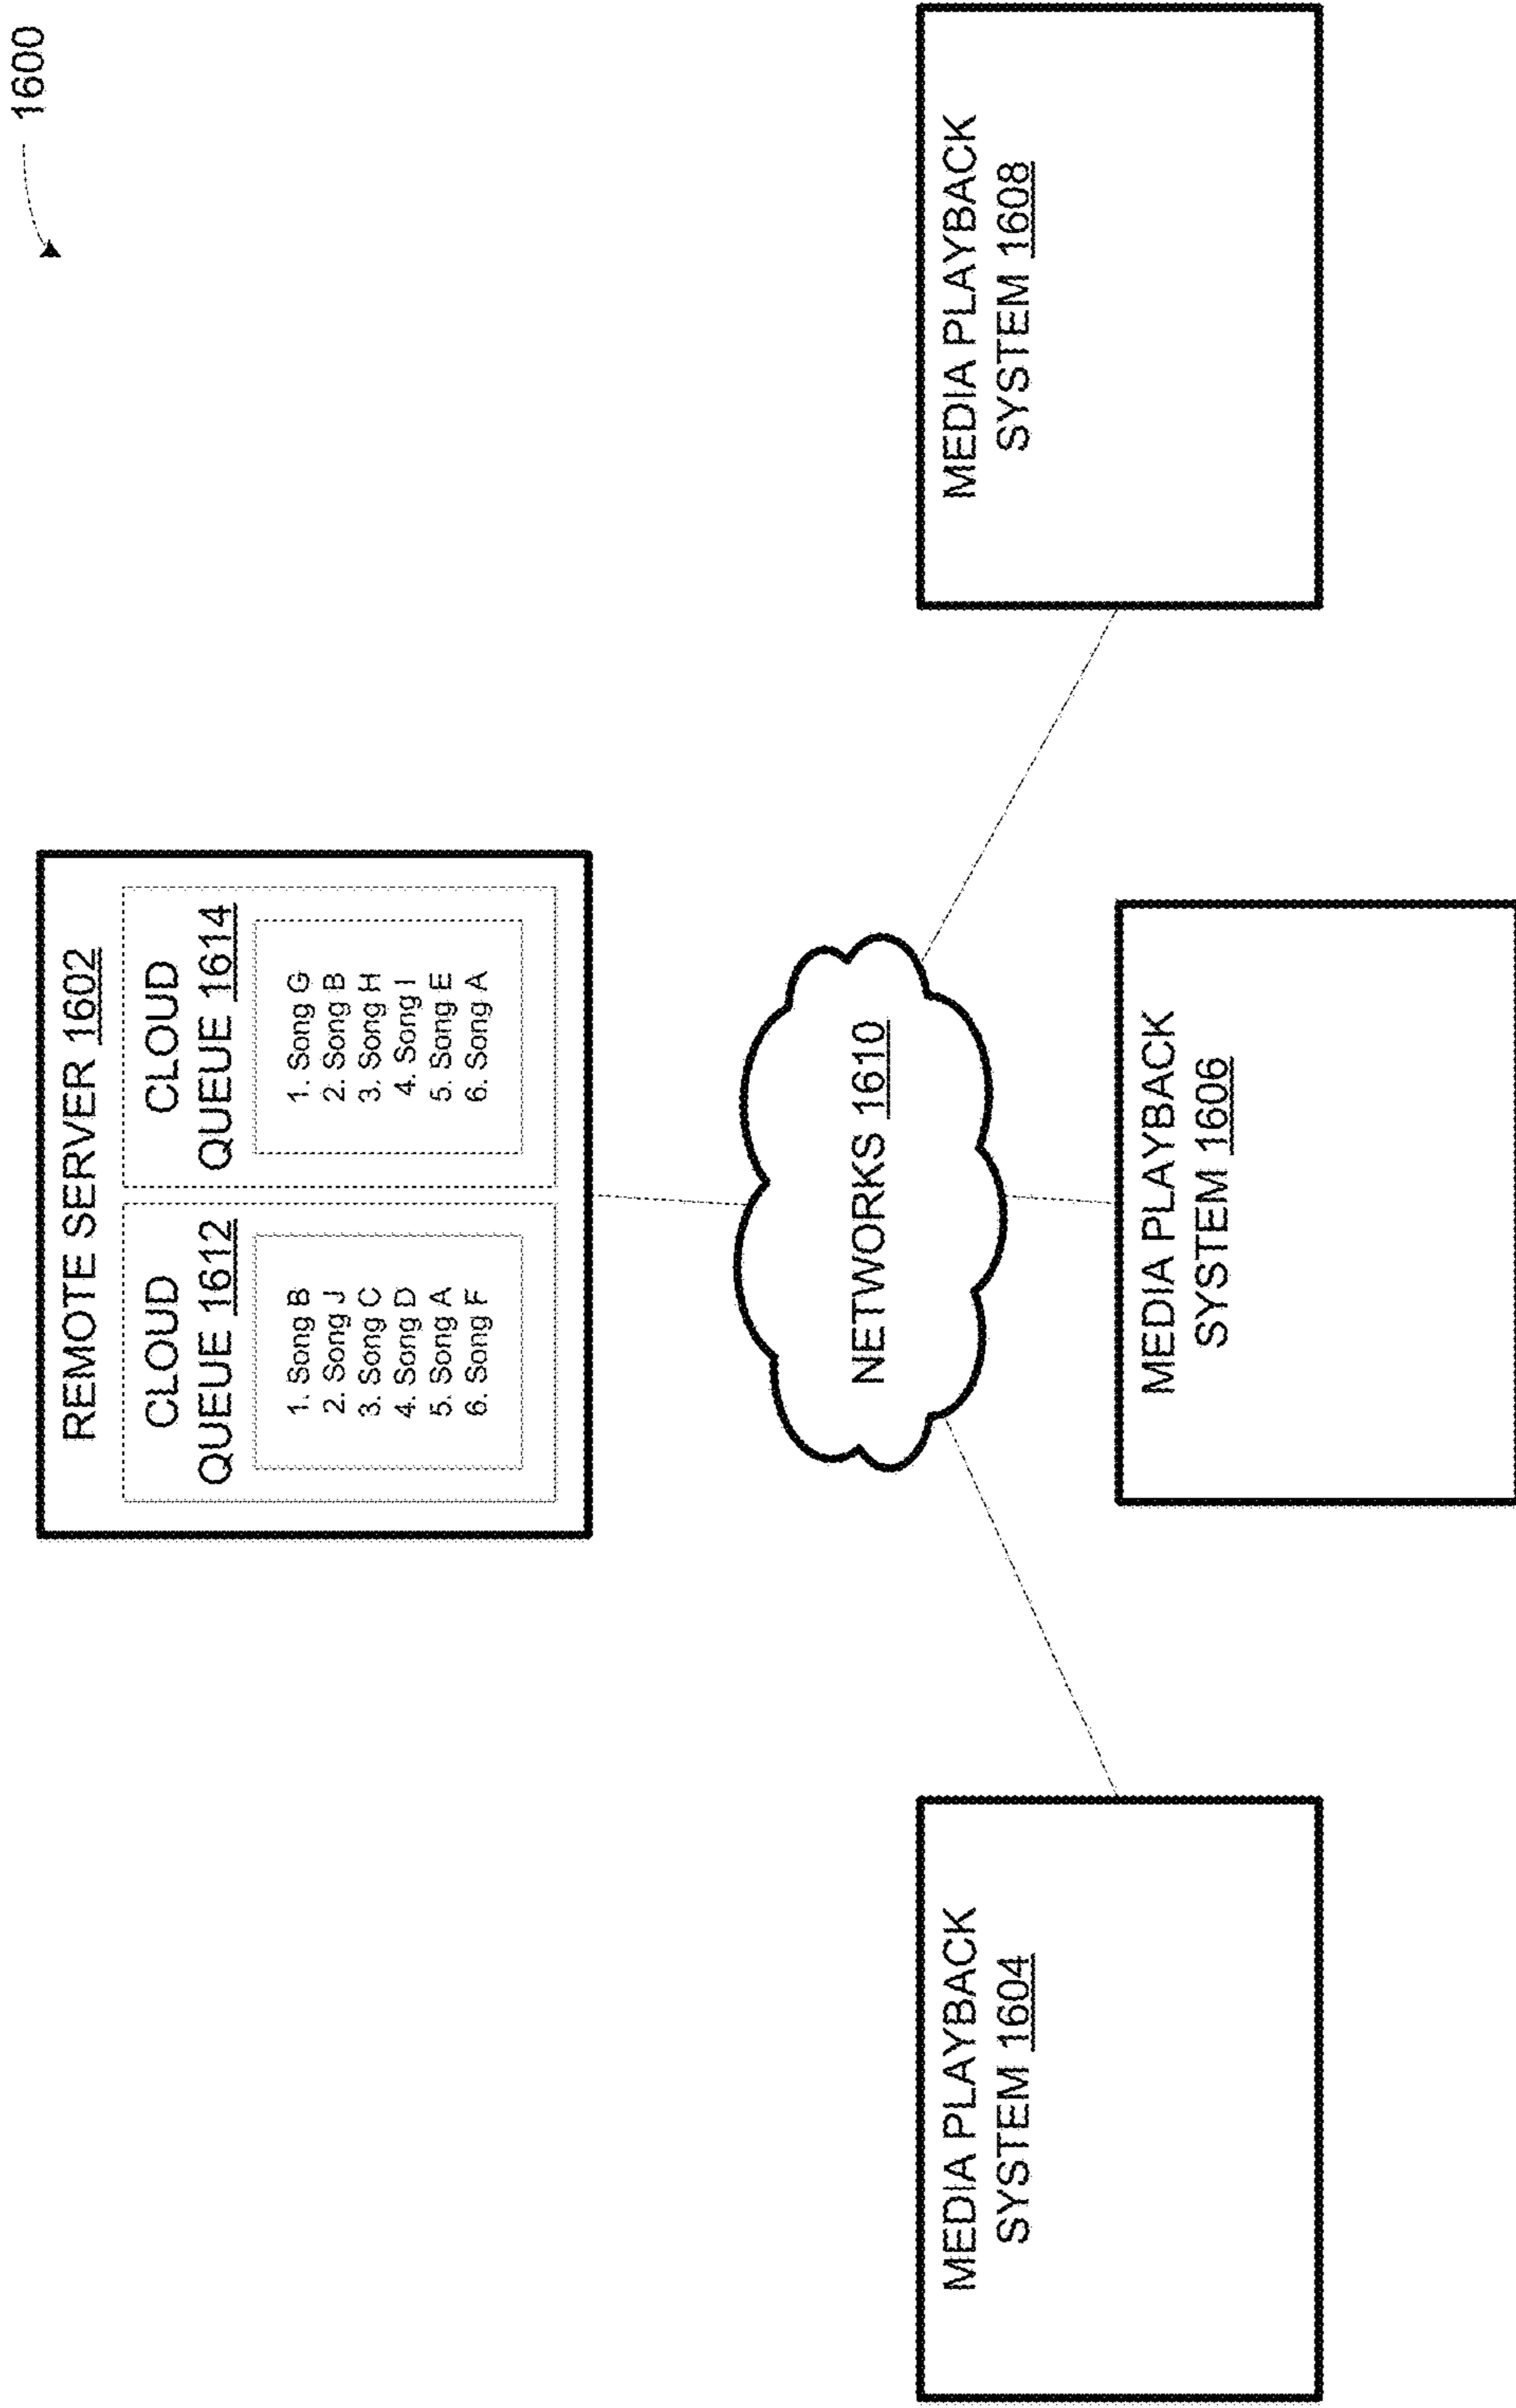 1600
REMOTE SERVER 1602
CLOUD
QUEUE 1612
1. Song B
2. Song J
3. Song C
4. Song D
5. Song A
6. Song F
CLOUD
QUEUE 1614
1. Song G
2. Song B
3. Song H
4. Song I
5. Song E
6. Song A
NETWORKS 1610
MEDIA PLAYBACK
SYSTEM 1604
MEDIA PLAYBACK
SYSTEM 1606
MEDIA PLAYBACK
SYSTEM 1608